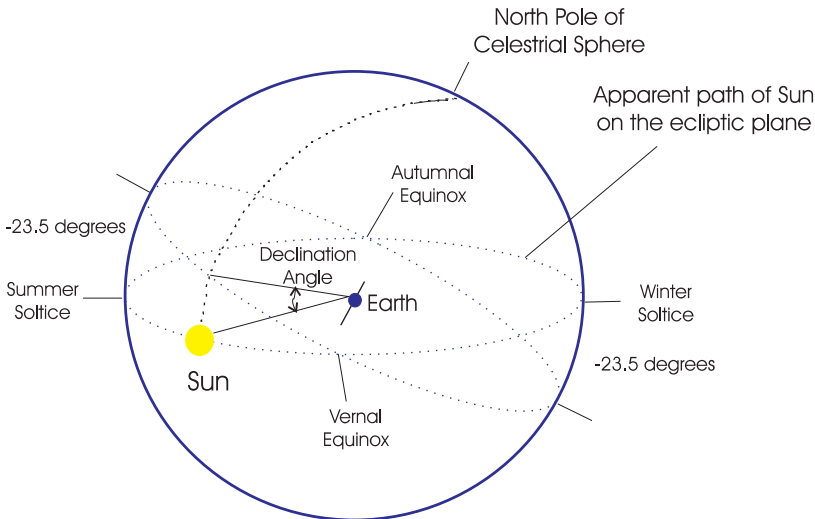 North Pole of
Celestrial Sphere
Apparent path of Sun
on the ecliptic plane
Autumnal
Equinox
-23.5 degrees
Declination
Angle
Summer
Soltice
Earth
Winter
Soltice
Sun
-23.5 degrees
Vernal
Equinox